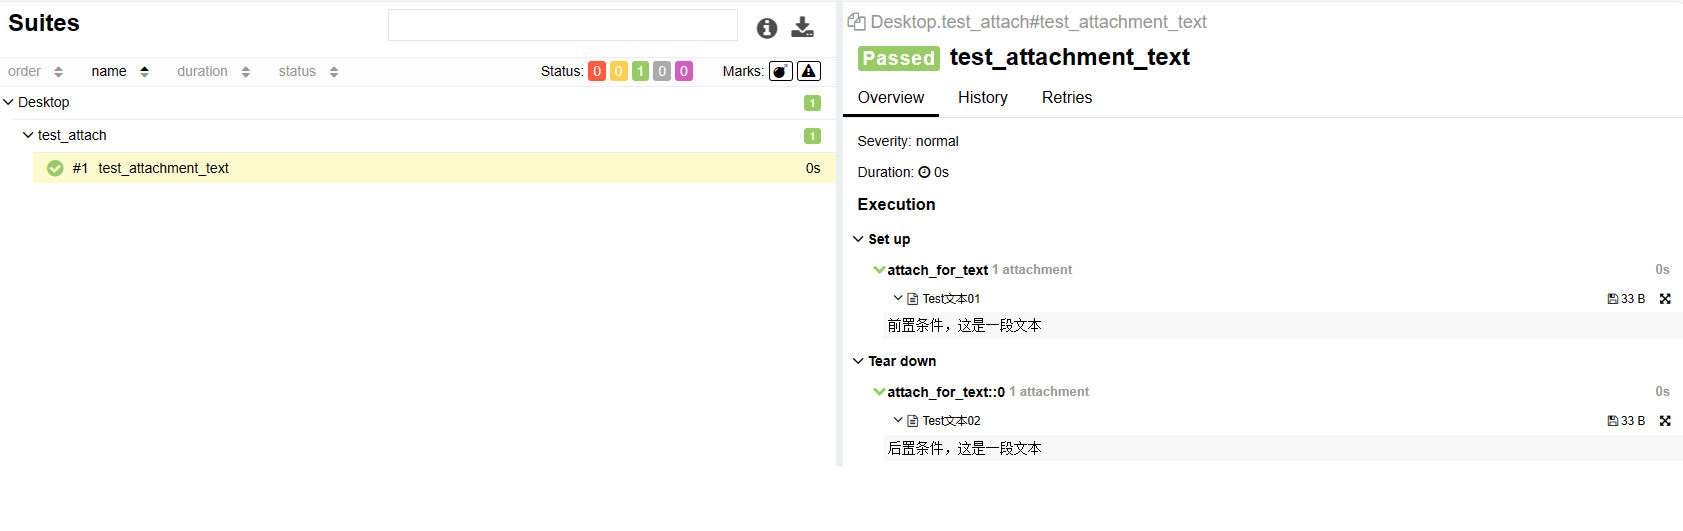 Suites
order name duration status Status: 0 0 1 0 0 Marks:
Desktop 1
test_attach 1
#1 test_attachment_text 0s
Desktop.test_attach#test_attachment_text
Passed test_attachment_text
Overview History Retries
Severity: normal
Duration: 0s
Execution
Set up
attach_for_text 1 attachment 0s
Test文本01 33 B
前置条件，这是一段文本
Tear down
attach_for_text::0 1 attachment 0s
Test文本02 33 B
后置条件，这是一段文本